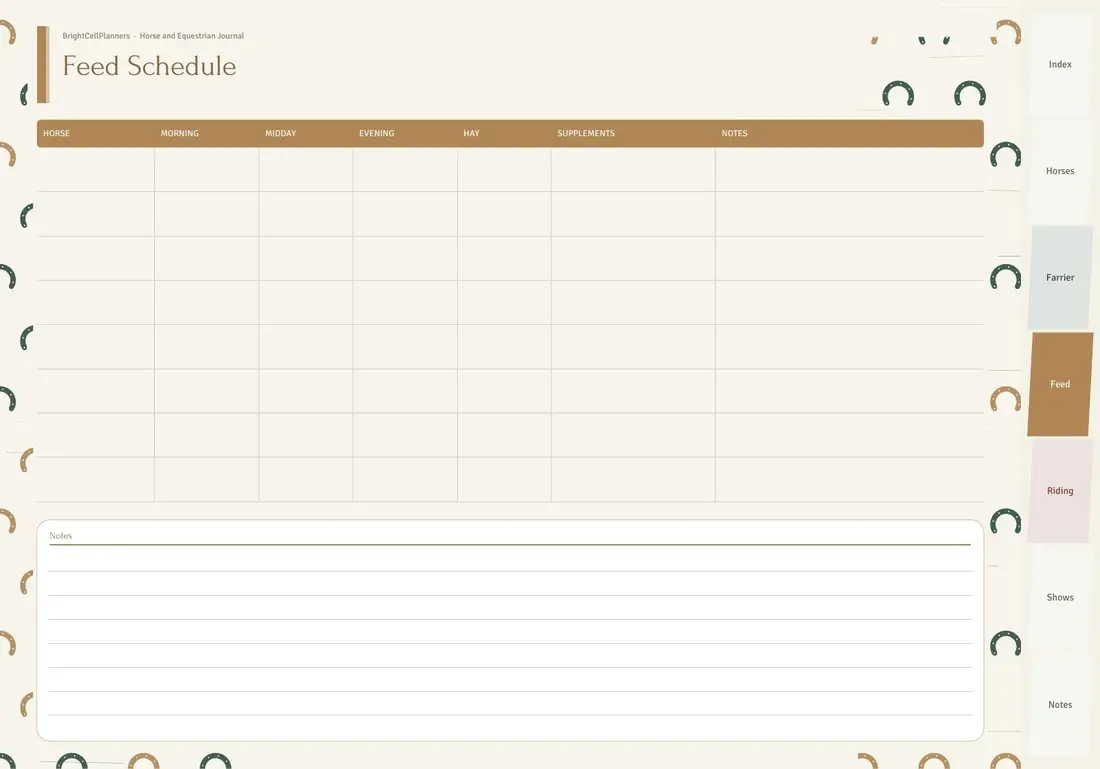 BrightCellPlanners - Horse and Equestrian Journal
Feed Schedule
HORSE MORNING MIDDAY EVENING HAY SUPPLEMENTS NOTES
Notes
Index
Horses
Farrier
Feed
Riding
Shows
Notes